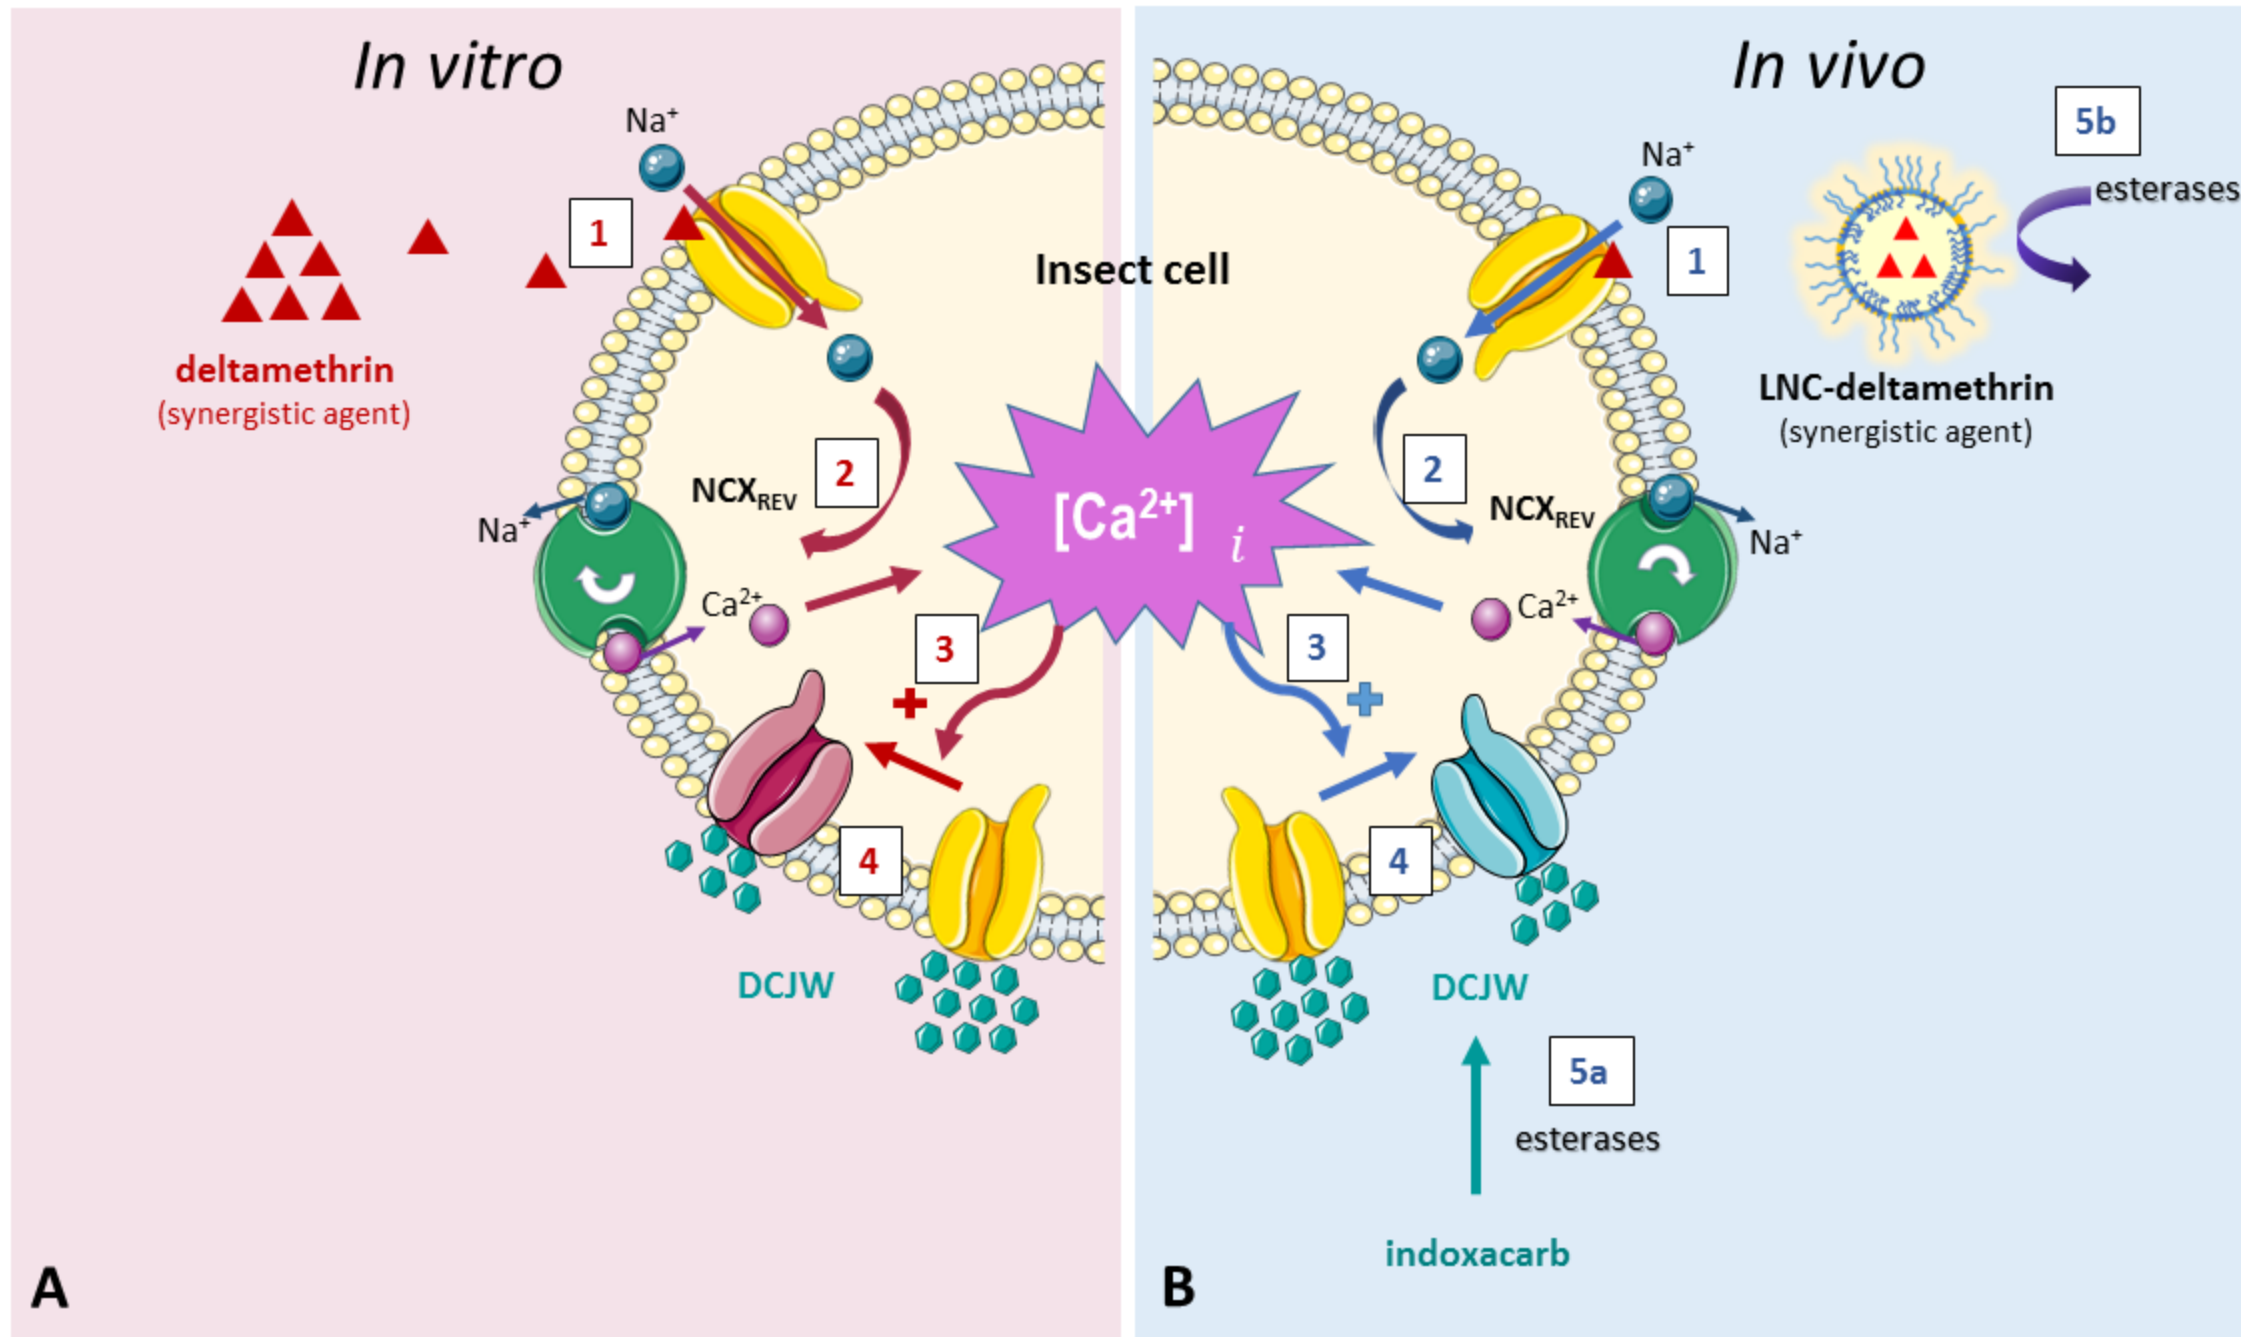 In vitro
Na⁺
1
deltamethrin
(synergistic agent)
2
NCX_REV
Na⁺
Ca²⁺
3
4
DCJW
A
Insect cell
[Ca²⁺] i
In vivo
5b
esterases
Na⁺
1
LNC-deltamethrin
(synergistic agent)
2
NCX_REV
Na⁺
Ca²⁺
3
4
DCJW
5a
esterases
indoxacarb
B